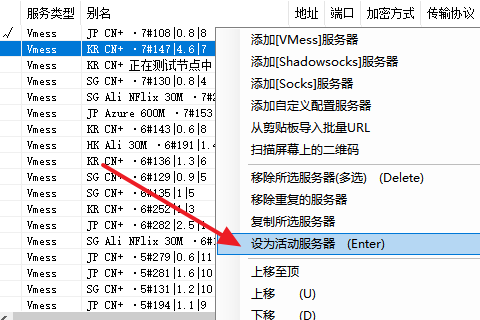 服务类型 别名 地址 端口 加密方式 传输协议
Vmess JP CN+ ·7#108|0.8|8
Vmess KR CN+ ·7#147|4.6|7
Vmess KR CN+ 正在测试节点中
Vmess SG CN+ ·7#130|0.8|4
Vmess SG Ali NFlix 30M ·7#2
Vmess JP Azure 600M ·7#153
Vmess KR CN+ ·6#143|0.6|8
Vmess HK Ali 30M ·6#191|1.4
Vmess KR CN+ ·6#136|1.3|6
Vmess SG CN+ ·6#129|0.9|5
Vmess SG CN+ ·6#135|1|5
Vmess KR CN+ ·6#252|1|3
Vmess JP CN+ ·6#282|2.5|1
Vmess SG Ali NFlix 30M ·6#1
Vmess JP CN+ ·5#279|0.6|11
Vmess JP CN+ ·5#281|1.6|10
Vmess SG CN+ ·5#131|1.2|10
Vmess JP CN+ ·5#194|1.1|9
添加[VMess]服务器
添加[Shadowsocks]服务器
添加[Socks]服务器
添加自定义配置服务器
从剪贴板导入批量URL
扫描屏幕上的二维码
移除所选服务器(多选) (Delete)
移除重复的服务器
复制所选服务器
设为活动服务器 (Enter)
上移至顶
上移 (U)
下移 (D)